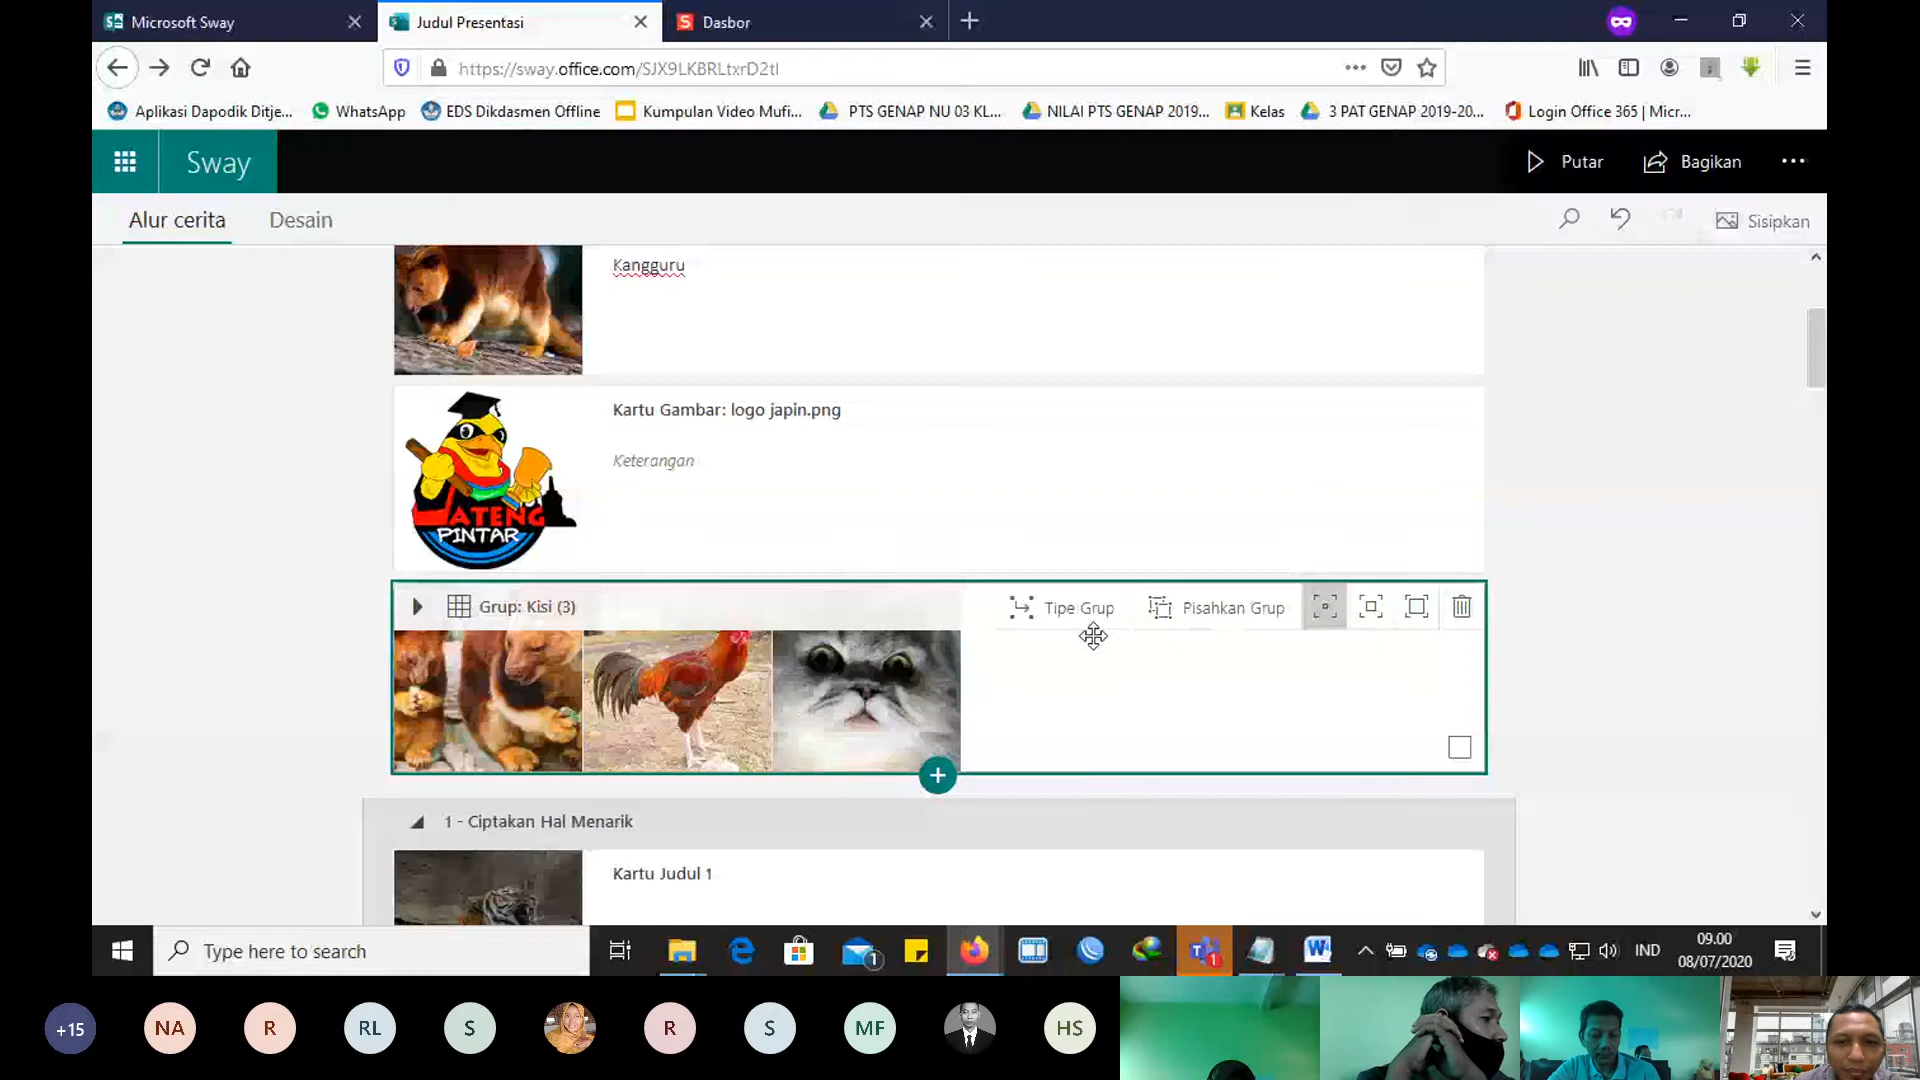 Microsoft Sway
Judul Presentasi
S Dasbor
https://sway.office.com/SJX9LKBRLtxrD2tI
Aplikasi Dapodik Ditje...
WhatsApp
EDS Dikdasmen Offline
Kumpulan Video Mufi...
PTS GENAP NU 03 KL...
NILAI PTS GENAP 2019...
Kelas
3 PAT GENAP 2019-20...
Login Office 365 | Micr...
Sway
Putar
Bagikan
Alur cerita
Desain
Sisipkan
Kangguru
Kartu Gambar: logo japin.png
Keterangan
JATENG
PINTAR
Grup: Kisi (3)
Tipe Grup
Pisahkan Grup
1 - Ciptakan Hal Menarik
Kartu Judul 1
Type here to search
1
1
IND
09.00
08/07/2020
+15
NA
R
RL
S
R
S
MF
HS